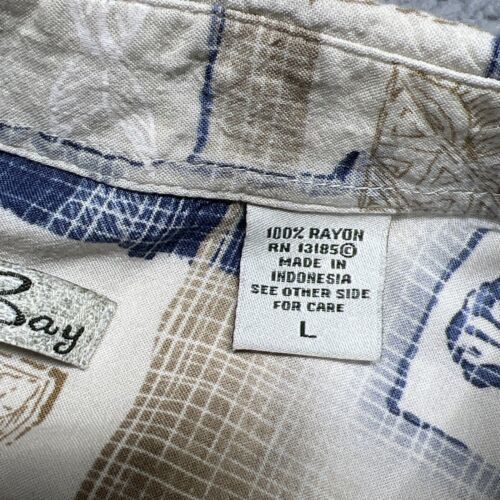 Bay
100% RAYON
RN 13185©
MADE IN
INDONESIA
SEE OTHER SIDE
FOR CARE
L